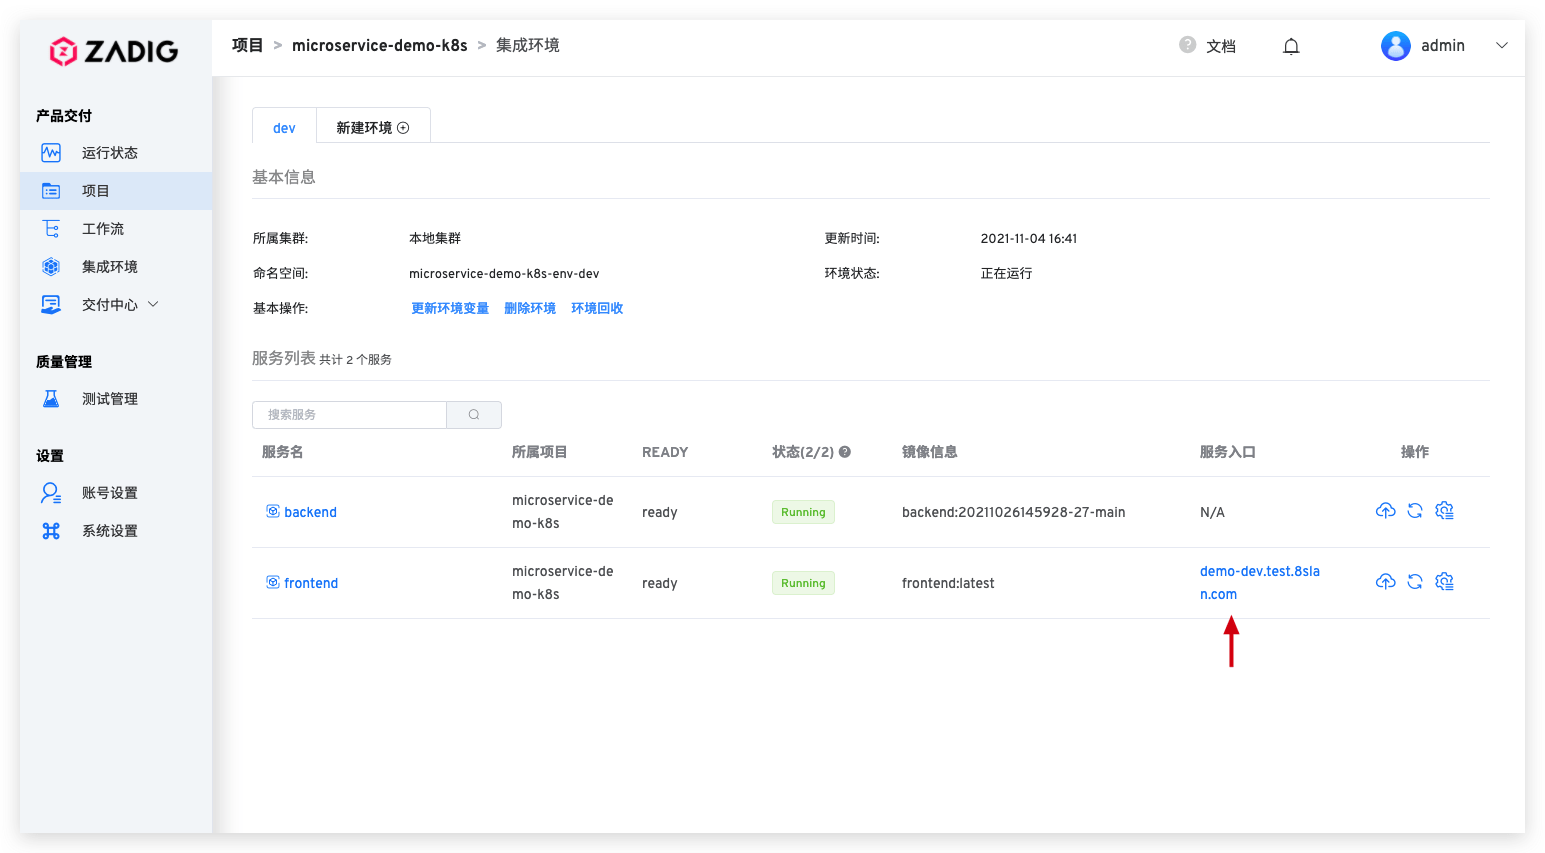 ZADIG
项目 > microservice-demo-k8s > 集成环境
? 文档
admin
产品交付
运行状态
项目
工作流
集成环境
交付中心
质量管理
测试管理
设置
账号设置
系统设置
dev
新建环境
基本信息
所属集群: 本地集群 更新时间: 2021-11-04 16:41
命名空间: microservice-demo-k8s-env-dev 环境状态: 正在运行
基本操作: 更新环境变量 删除环境 环境回收
服务列表 共计 2 个服务
搜索服务
服务名 所属项目 READY 状态(2/2) ? 镜像信息 服务入口 操作
backend microservice-de
mo-k8s ready Running backend:20211026145928-27-main N/A
frontend microservice-de
mo-k8s ready Running frontend:latest demo-dev.test.8sla
n.com